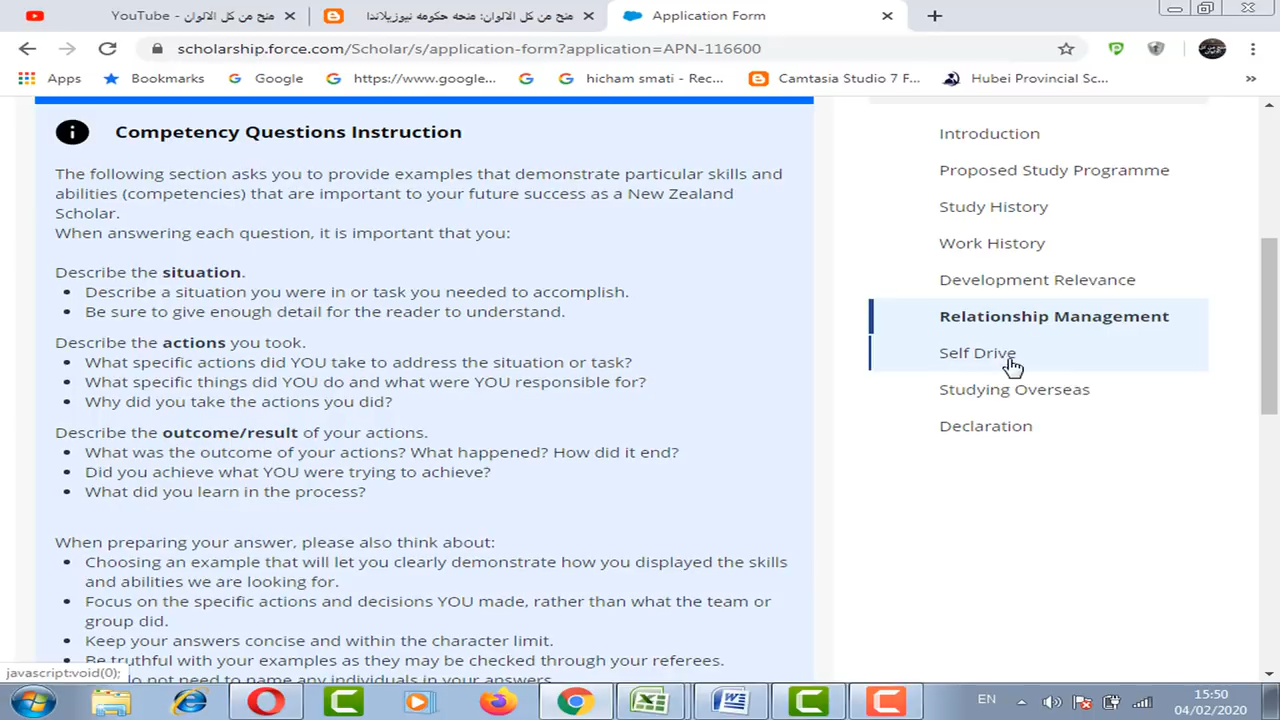 منح من كل الالوان - YouTube
منح من كل الالوان: منحه حكومه نيوزيلاندا
Application Form
scholarship.force.com/Scholar/s/application-form?application=APN-116600
Apps
Bookmarks
Google
https://www.google...
hicham smati - Rec...
Camtasia Studio 7 F...
Hubei Provincial Sc...
»
Competency Questions Instruction
The following section asks you to provide examples that demonstrate particular skills and
abilities (competencies) that are important to your future success as a New Zealand
Scholar.
When answering each question, it is important that you:
Describe the situation.
• Describe a situation you were in or task you needed to accomplish.
• Be sure to give enough detail for the reader to understand.
Describe the actions you took.
• What specific actions did YOU take to address the situation or task?
• What specific things did YOU do and what were YOU responsible for?
• Why did you take the actions you did?
Describe the outcome/result of your actions.
• What was the outcome of your actions? What happened? How did it end?
• Did you achieve what YOU were trying to achieve?
• What did you learn in the process?
When preparing your answer, please also think about:
• Choosing an example that will let you clearly demonstrate how you displayed the skills
and abilities we are looking for.
• Focus on the specific actions and decisions YOU made, rather than what the team or
group did.
• Keep your answers concise and within the character limit.
• Be truthful with your examples as they may be checked through your referees.
do not need to name any individuals in your answers.
Introduction
Proposed Study Programme
Study History
Work History
Development Relevance
Relationship Management
Self Drive
Studying Overseas
Declaration
javascript:void(0);
EN
15:50
04/02/2020